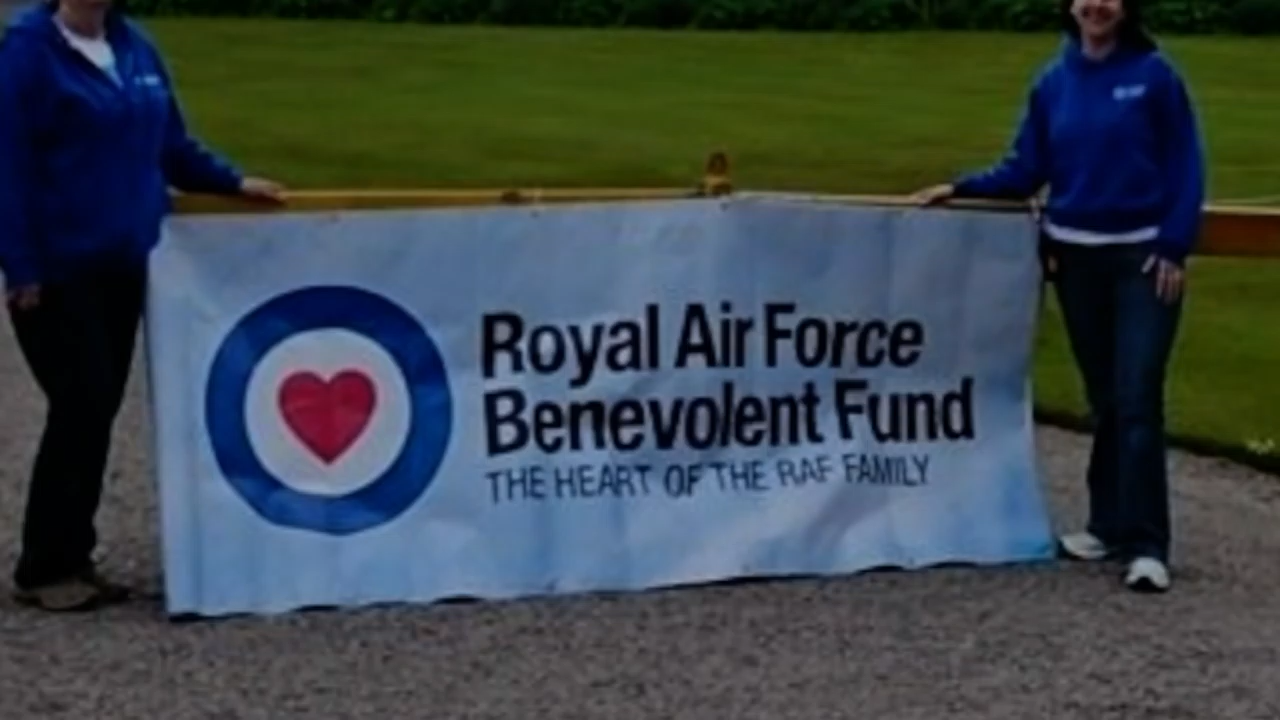 Royal Air Force
Benevolent Fund
THE HEART OF THE RAF FAMILY